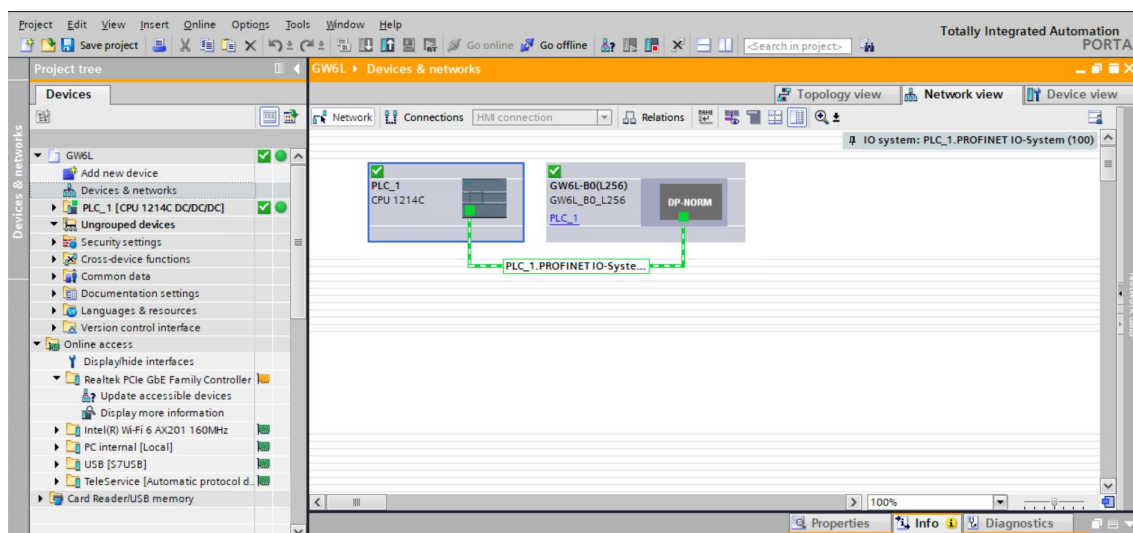 Project Edit View Insert Online Options Tools Window Help
Totally Integrated Automation
PORTA
Save project Go online Go offline <Search in project>
Project tree
GW6L Devices & networks
Devices
Topology view Network view Device view
Network Connections HMI connection Relations
IO system: PLC_1.PROFINET IO-System (100)
Devices & networks
GW6L
Add new device
Devices & networks
PLC_1 [CPU 1214C DC/DC/DC]
Ungrouped devices
Security settings
Cross-device functions
Common data
Documentation settings
Languages & resources
Version control interface
Online access
Display/hide interfaces
Realtek PCIe GbE Family Controller
Update accessible devices
Display more information
Intel(R) Wi-Fi 6 AX201 160MHz
PC internal [Local]
USB [S7USB]
TeleService [Automatic protocol d..
Card Reader/USB memory
PLC_1
CPU 1214C
GW6L-B0(L256)
GW6L_B0_L256
PLC_1
DP-NORM
PLC_1.PROFINET IO-Syste...
100%
Properties Info Diagnostics